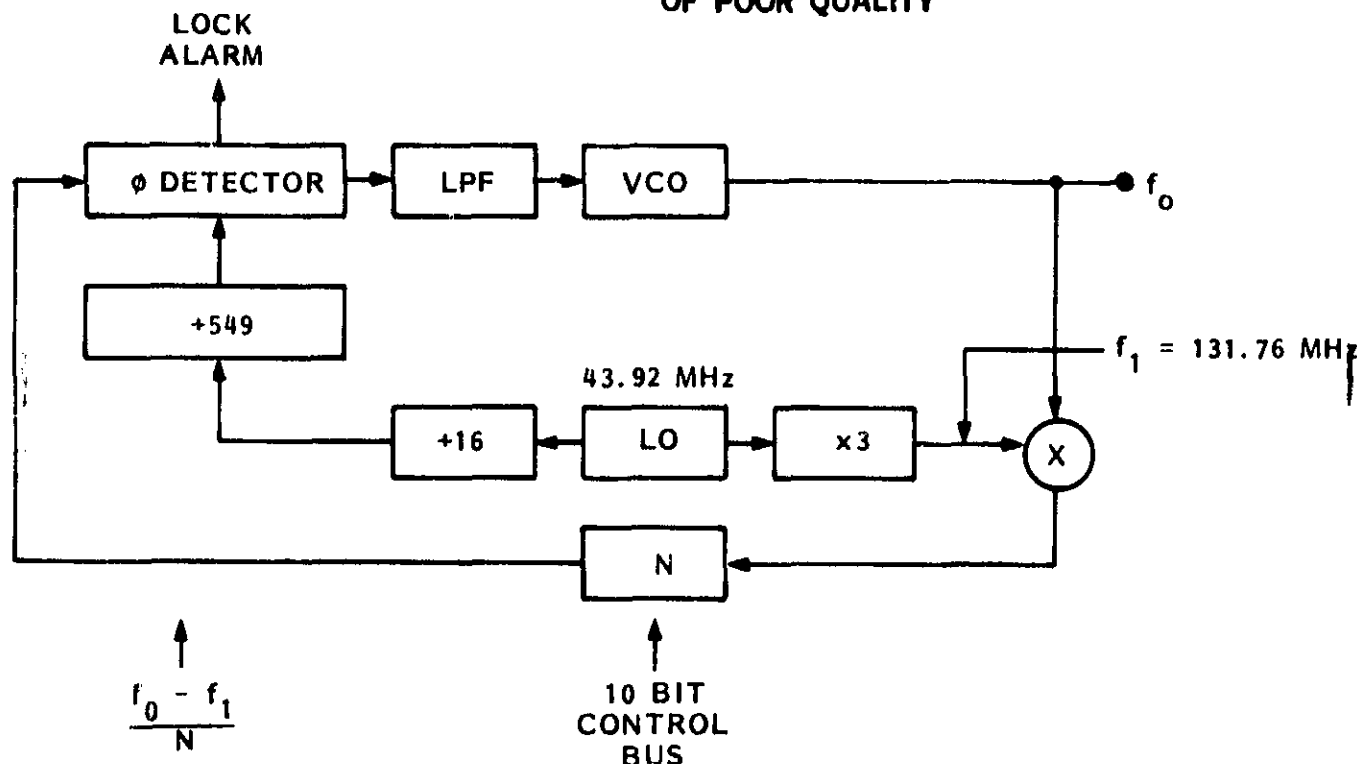 OF POOR QUALITY
LOCK
ALARM
φ DETECTOR
LPF
VCO
f₀
+549
f₁ = 131.76 MHz
43.92 MHz
+16
LO
x3
X
N
f₀ - f₁
N
10 BIT
CONTROL
BUS